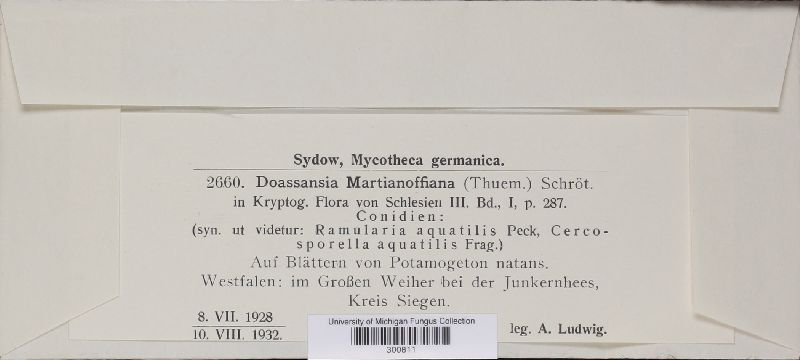 Sydow, Mycotheca germanica.
2660. Doassansia Martianoffiana (Thuem.) Schröt.
in Kryptog. Flora von Schlesien III. Bd., I, p. 287.
Conidien:
(syn. ut videtur: Ramularia aquatilis Peck, Cerco-
sporella aquatilis Frag.)
Auf Blättern von Potamogeton natans.
Westfalen: im Großen Weiher bei der Junkernhees,
Kreis Siegen.
8. VII. 1928
10. VIII. 1932.
leg. A. Ludwig.
University of Michigan Fungus Collection
300811